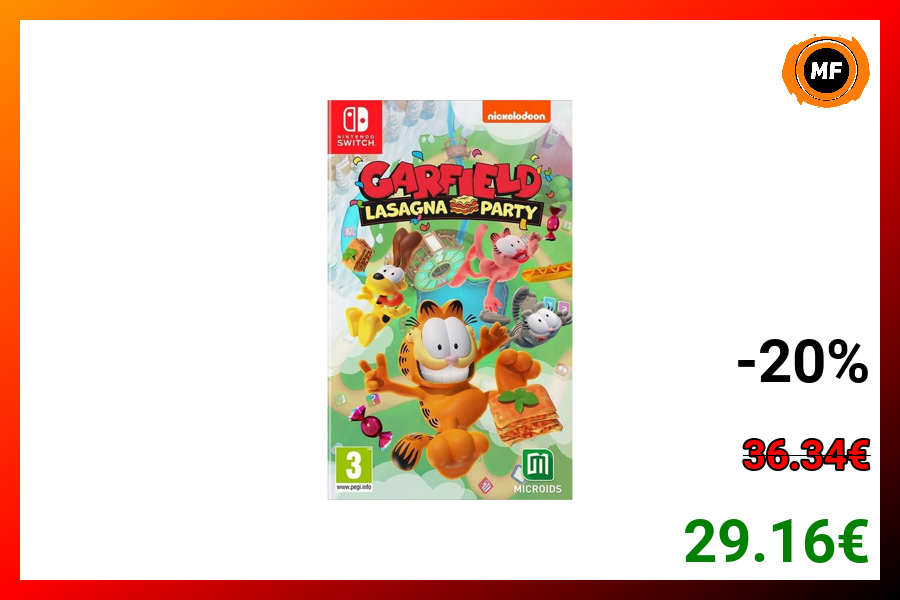 MF
NINTENDO
SWITCH
nickelodeon
GARFIELD
LASAGNA PARTY
-20%
36.34€
3
www.pegi.info
MICROIDS
29.16€